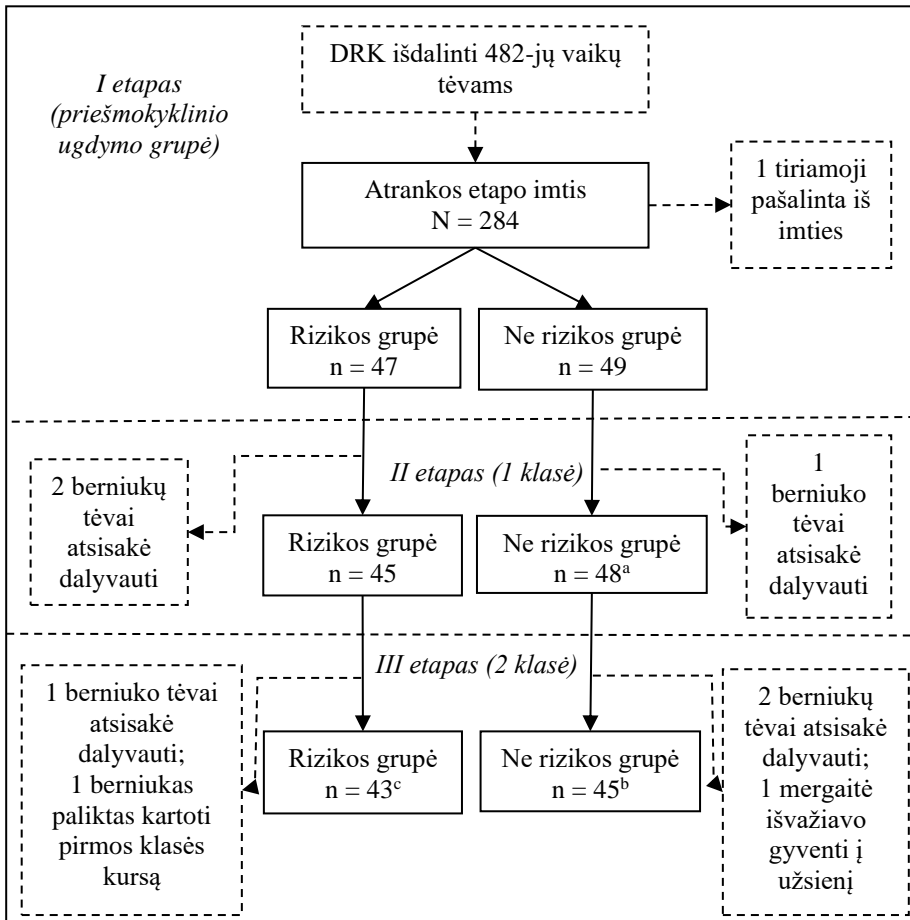 DRK išdalinti 482-jų vaikų
tėvams
I etapas
(priešmokyklinio
ugdymo grupė)
Atrankos etapo imtis
N = 284
1 tiriamoji
pašalinta iš
imties
Rizikos grupė
n = 47
Ne rizikos grupė
n = 49
II etapas (1 klasė)
2 berniukų
tėvai
atsisakė
dalyvauti
Rizikos grupė
n = 45
Ne rizikos grupė
n = 48ᵃ
1
berniuko
tėvai
atsisakė
dalyvauti
III etapas (2 klasė)
1 berniuko tėvai
atsisakė
dalyvauti;
1 berniukas
paliktas kartoti
pirmos klasės
kursą
Rizikos grupė
n = 43ᶜ
Ne rizikos grupė
n = 45ᵇ
2 berniukų
tėvai atsisakė
dalyvauti;
1 mergaitė
išvažiavo
gyventi į
užsienį